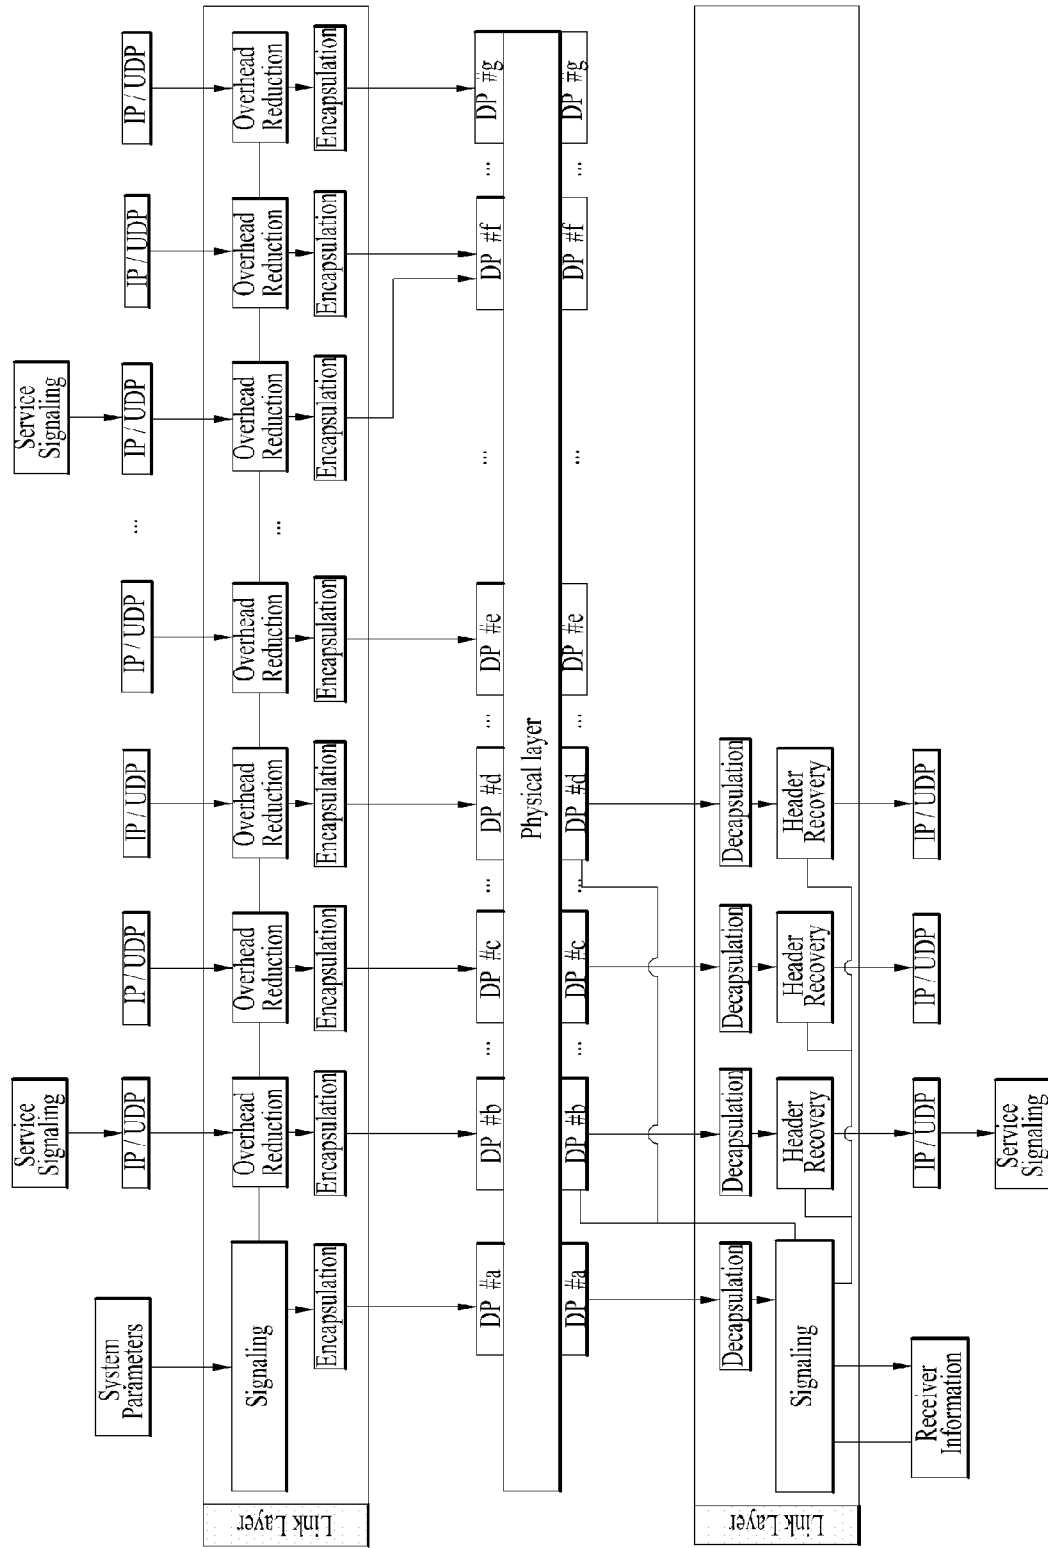 Link Layer
System
Parameters
Signaling
Encapsulation
DP #a
Service
Signaling
IP / UDP
Overhead
Reduction
Encapsulation
DP #b
...
IP / UDP
Overhead
Reduction
Encapsulation
DP #c
...
IP / UDP
Overhead
Reduction
Encapsulation
DP #d
...
IP / UDP
Overhead
Reduction
Encapsulation
DP #e
...
...
...
Service
Signaling
IP / UDP
Overhead
Reduction
Encapsulation
IP / UDP
Overhead
Reduction
Encapsulation
DP #f
...
IP / UDP
Overhead
Reduction
Encapsulation
DP #g
Physical layer
DP #a
DP #b
...
DP #c
...
DP #d
...
DP #e
...
DP #f
...
DP #g
Link Layer
Decapsulation
Signaling
Receiver
Information
Decapsulation
Header
Recovery
IP / UDP
Service
Signaling
Decapsulation
Header
Recovery
IP / UDP
Decapsulation
Header
Recovery
IP / UDP